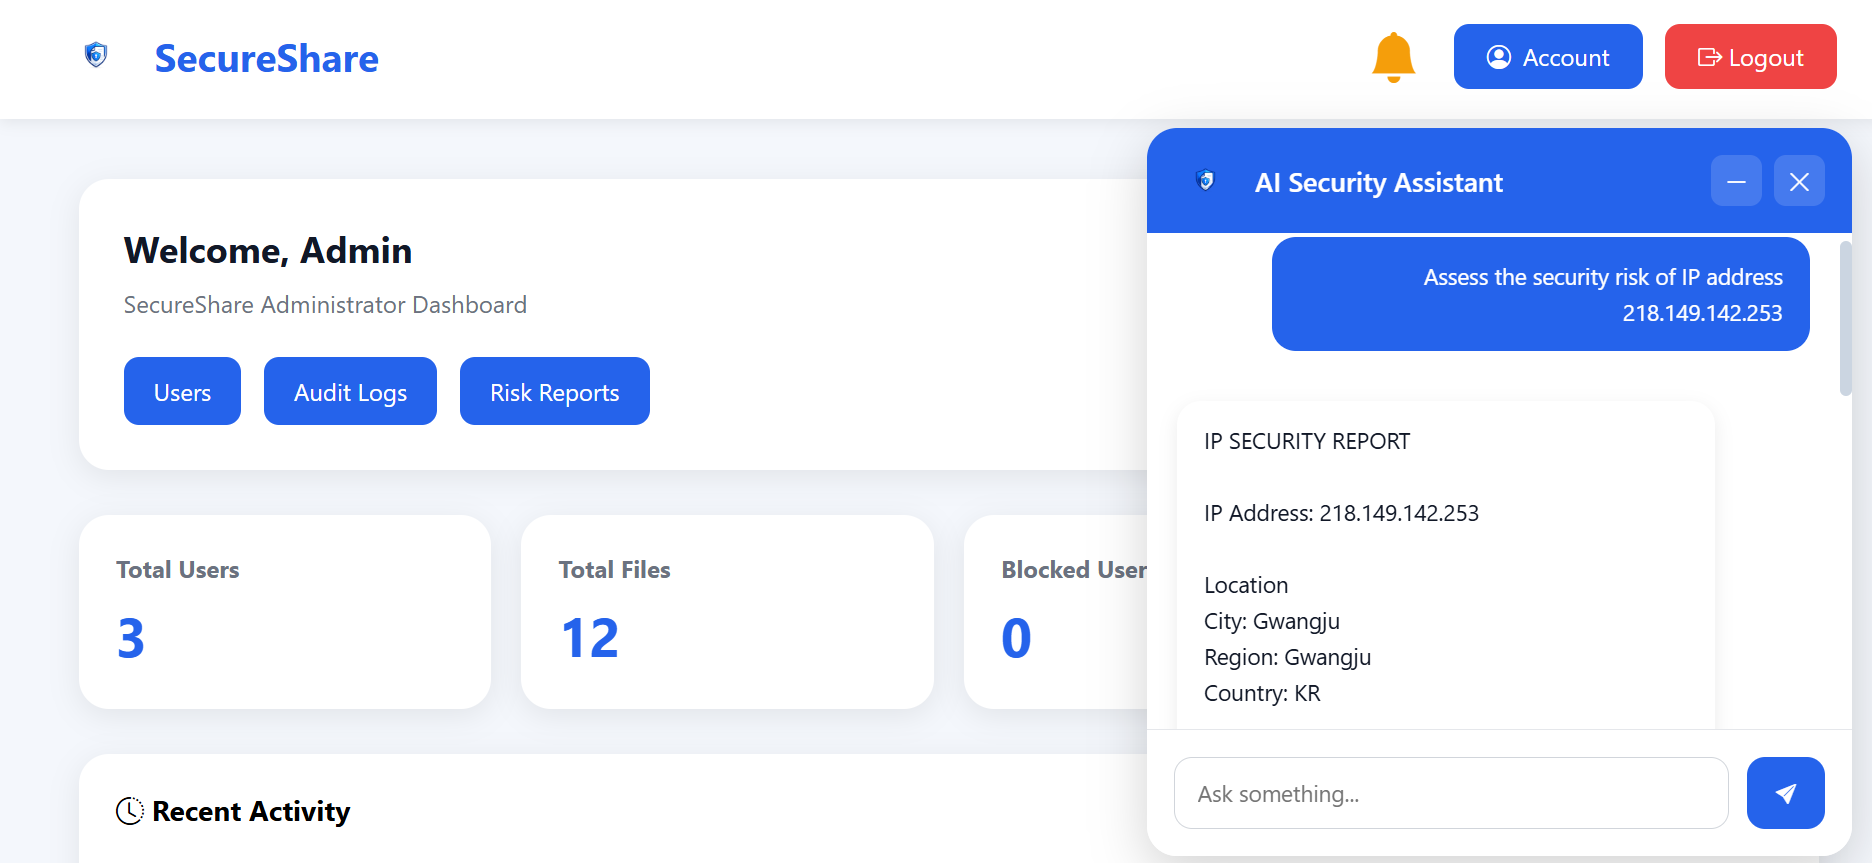 SecureShare
Account
Logout
Welcome, Admin
SecureShare Administrator Dashboard
Users
Audit Logs
Risk Reports
Total Users
3
Total Files
12
Blocked User
0
Recent Activity
AI Security Assistant
Assess the security risk of IP address
218.149.142.253
IP SECURITY REPORT
IP Address: 218.149.142.253
Location
City: Gwangju
Region: Gwangju
Country: KR
Ask something...